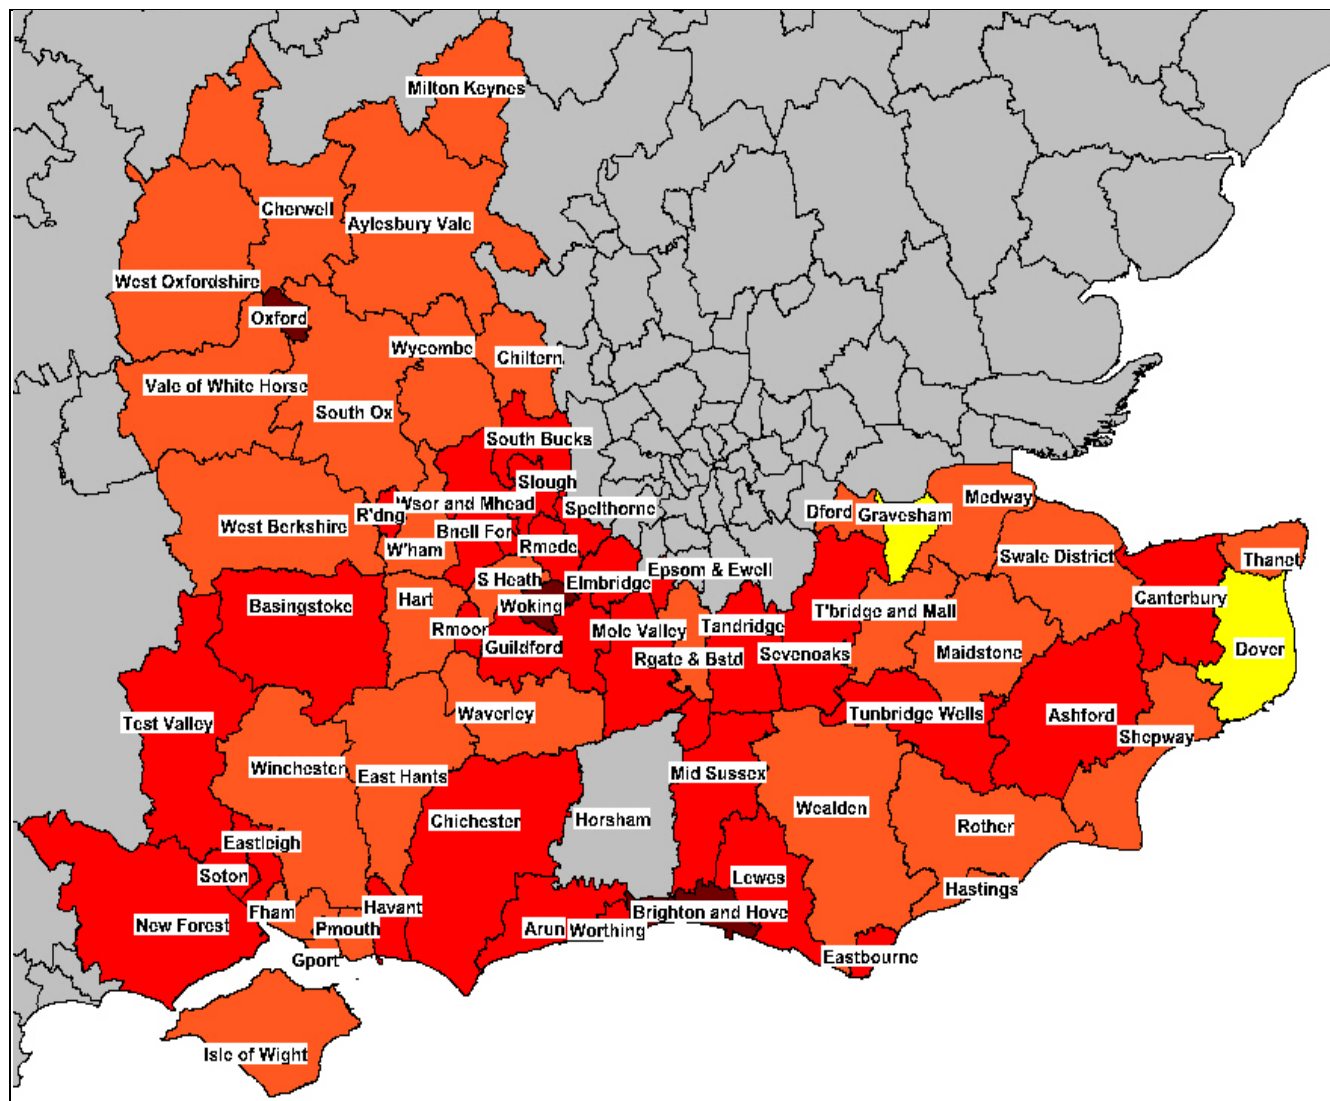 Milton Keynes
Cherwell
Aylesbury Vale
West Oxfordshire
Oxford
Wycombe
Chiltern
Vale of White Horse
South Ox
South Bucks
Slough
Wsor and Mhead
Spelthorne
R'dng
West Berkshire
Bnell For
Rmede
W'ham
Dford
Gravesham
Medway
Swale District
Thanet
S Heath
Elmbridge
Epsom & Ewell
Hart
Basingstoke
Woking
T'bridge and Mall
Canterbury
Rmoor
Guildford
Mole Valley
Tandridge
Sevenoaks
Maidstone
Dover
Rgate & Bstd
Waverley
Test Valley
Tunbridge Wells
Ashford
Shepway
Winchester
East Hants
Mid Sussex
Chichester
Horsham
Wealden
Rother
Eastleigh
Soton
Lewes
Hastings
New Forest
Fham
Havant
Pmouth
Arun
Worthing
Brighton and Hove
Gport
Eastbourne
Isle of Wight